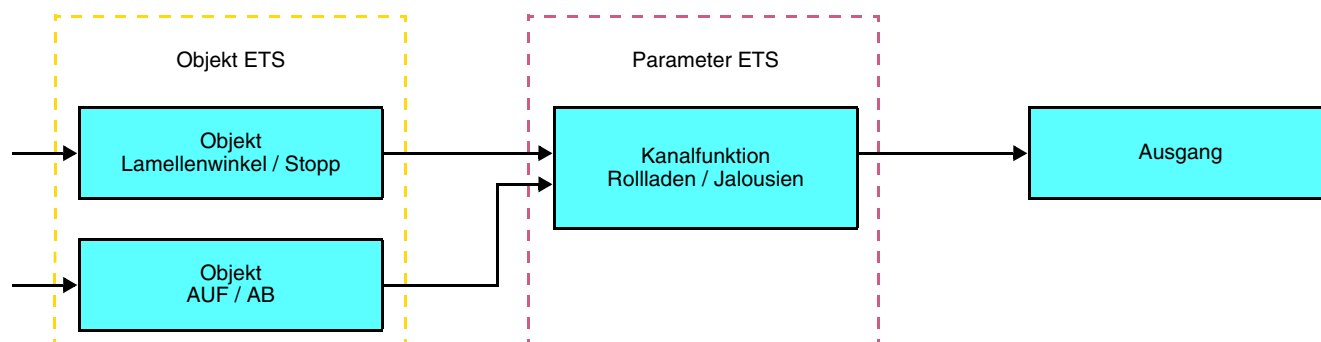 Objekt ETS
Parameter ETS
Objekt
Lamellenwinkel / Stopp
Kanalfunktion
Rollladen / Jalousien
Ausgang
Objekt
AUF / AB